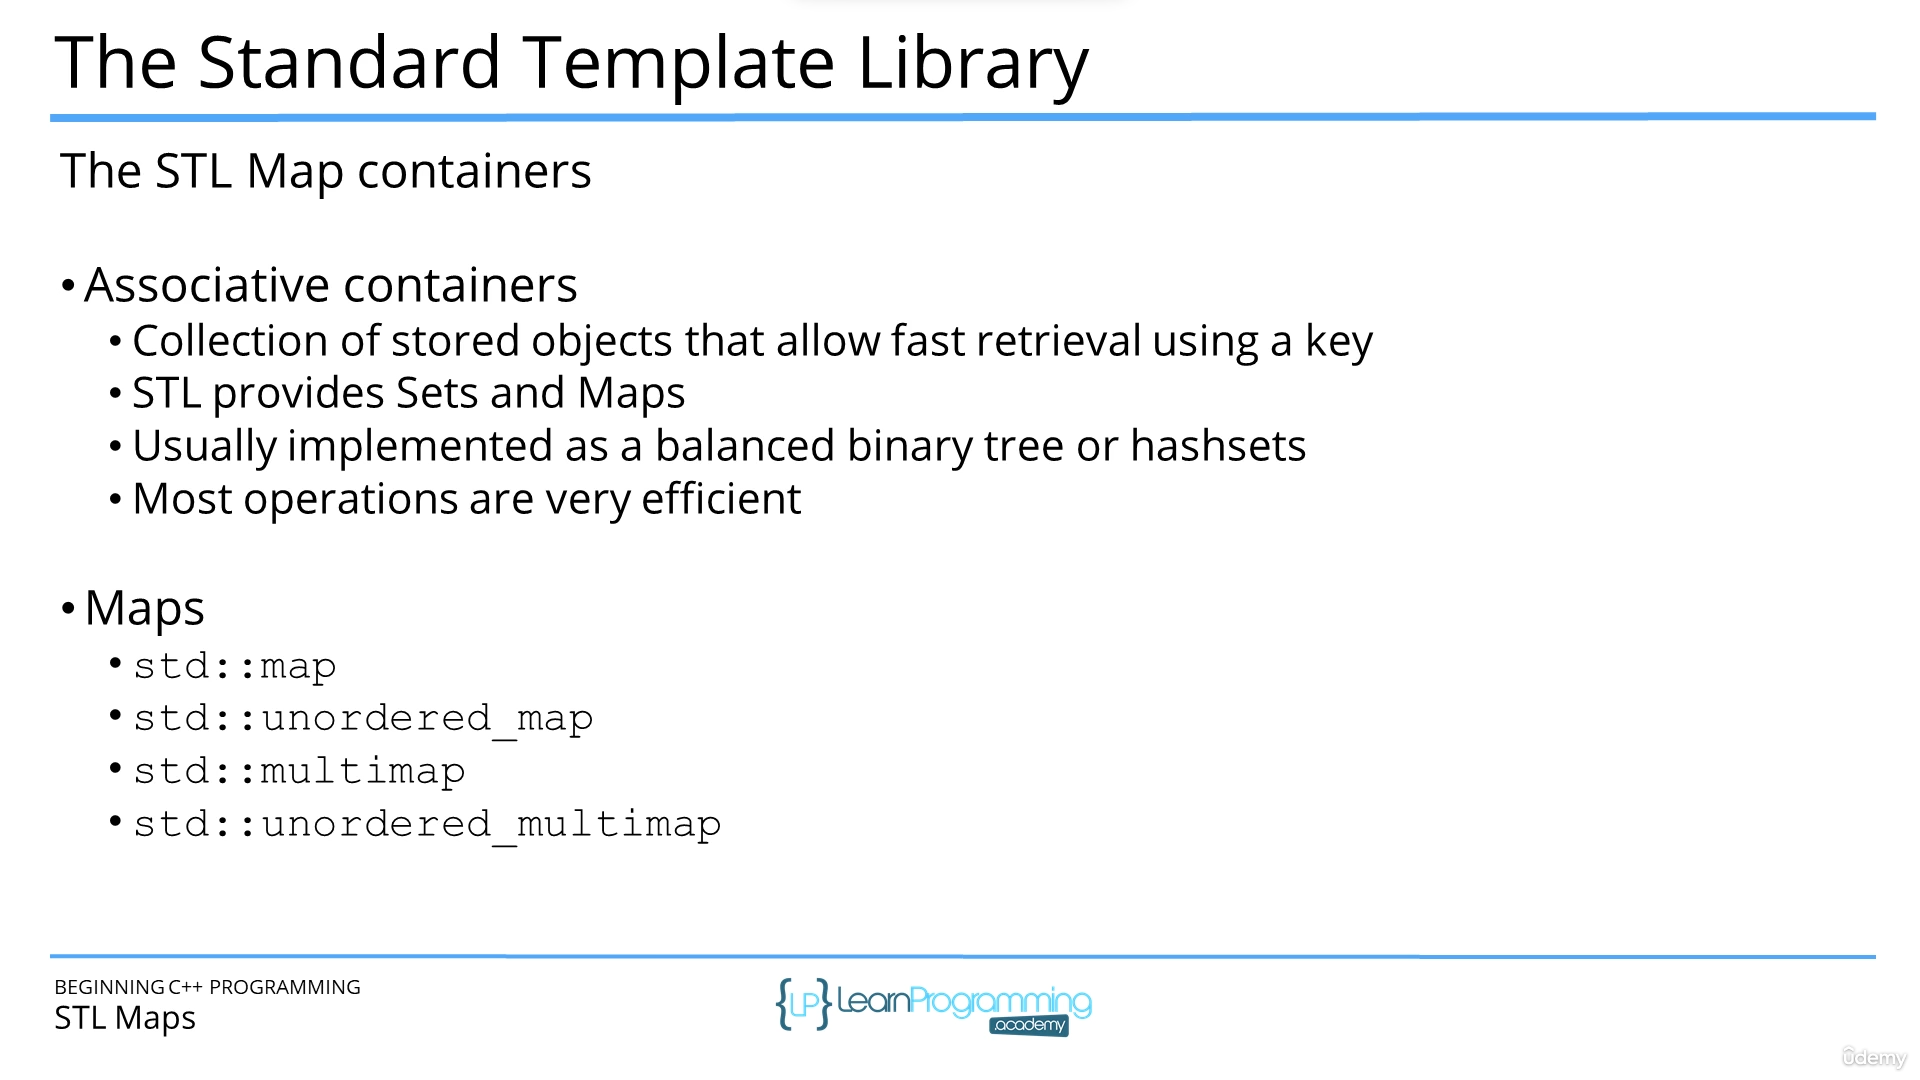 The Standard Template Library
The STL Map containers
• Associative containers
• Collection of stored objects that allow fast retrieval using a key
• STL provides Sets and Maps
• Usually implemented as a balanced binary tree or hashsets
• Most operations are very efficient
• Maps
• std::map
• std::unordered_map
• std::multimap
• std::unordered_multimap
BEGINNING C++ PROGRAMMING
STL Maps
{LP} LearnProgramming
.academy
ûdemy